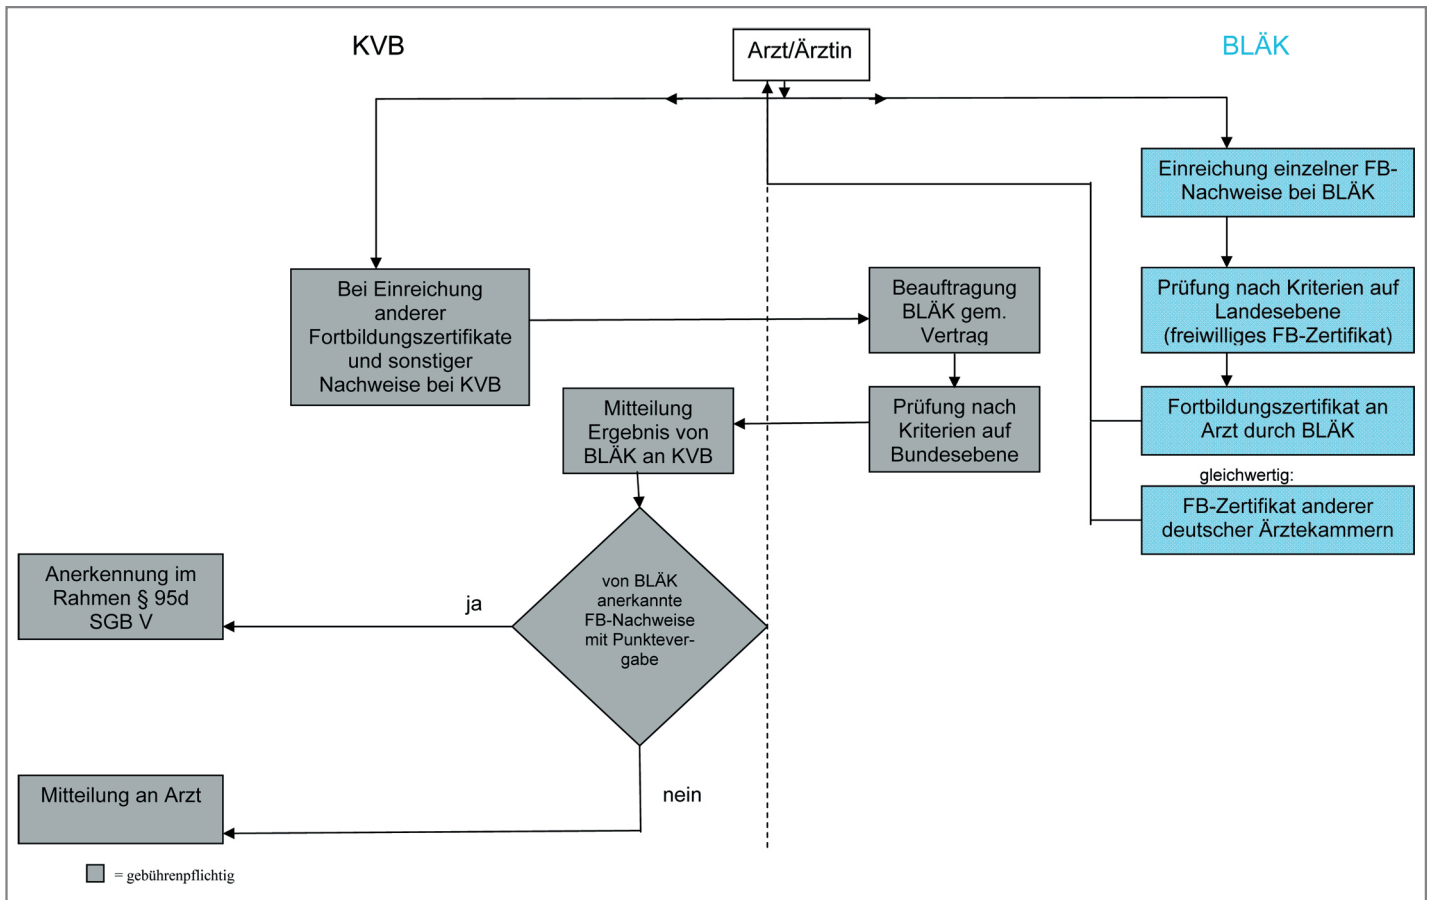 KVB
Arzt/Ärztin
BLÄK
Einreichung einzelner FB-
Nachweise bei BLÄK
Bei Einreichung
anderer
Fortbildungszertifikate
und sonstiger
Nachweise bei KVB
Beauftragung
BLÄK gem.
Vertrag
Prüfung nach Kriterien auf
Landesebene
(freiwilliges FB-Zertifikat)
Mitteilung
Ergebnis von
BLÄK an KVB
Prüfung nach
Kriterien auf
Bundesebene
Fortbildungszertifikat an
Arzt durch BLÄK
gleichwertig:
FB-Zertifikat anderer
deutscher Ärztekammern
Anerkennung im
Rahmen § 95d
SGB V
ja
von BLÄK
anerkannte
FB-Nachweise
mit Punktever-
gabe
Mitteilung an Arzt
nein
= gebührenpflichtig